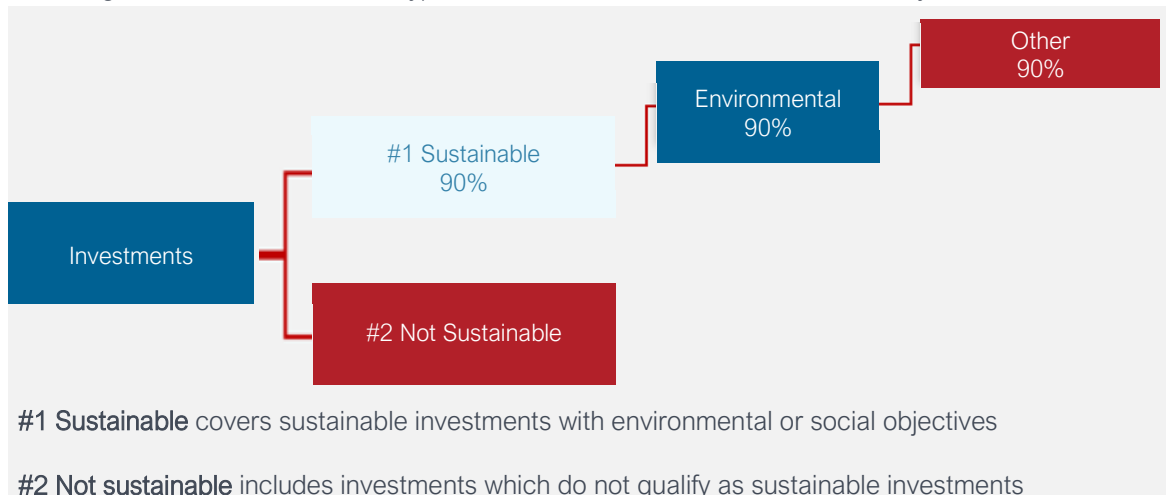 Other
90%
Environmental
90%
#1 Sustainable
90%
Investments
#2 Not Sustainable
#1 Sustainable covers sustainable investments with environmental or social objectives
#2 Not sustainable includes investments which do not qualify as sustainable investments